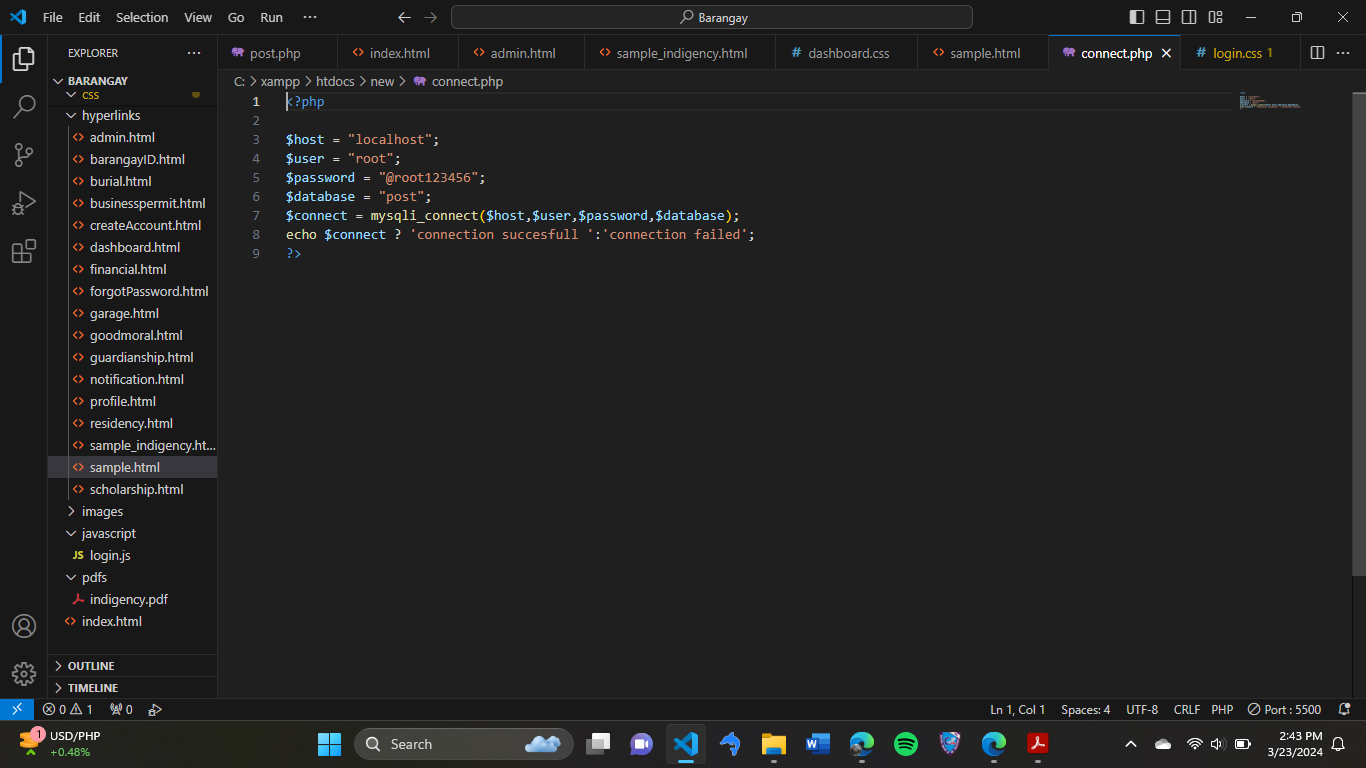 File Edit Selection View Go Run ··· Barangay
EXPLORER ···
BARANGAY
css
hyperlinks
admin.html
barangayID.html
burial.html
businesspermit.html
createAccount.html
dashboard.html
financial.html
forgotPassword.html
garage.html
goodmoral.html
guardianship.html
notification.html
profile.html
residency.html
sample_indigency.ht...
sample.html
scholarship.html
images
javascript
JS login.js
pdfs
indigency.pdf
index.html
OUTLINE
TIMELINE
post.php index.html admin.html sample_indigency.html # dashboard.css sample.html connect.php # login.css 1 ···
C: > xampp > htdocs > new > connect.php
1 <?php
2
3 $host = "localhost";
4 $user = "root";
5 $password = "@root123456";
6 $database = "post";
7 $connect = mysqli_connect($host,$user,$password,$database);
8 echo $connect ? 'connection succesfull ':'connection failed';
9 ?>
0 1 0 Ln 1, Col 1 Spaces: 4 UTF-8 CRLF PHP Port : 5500
1 USD/PHP
+0.48%
Search
2:43 PM
3/23/2024